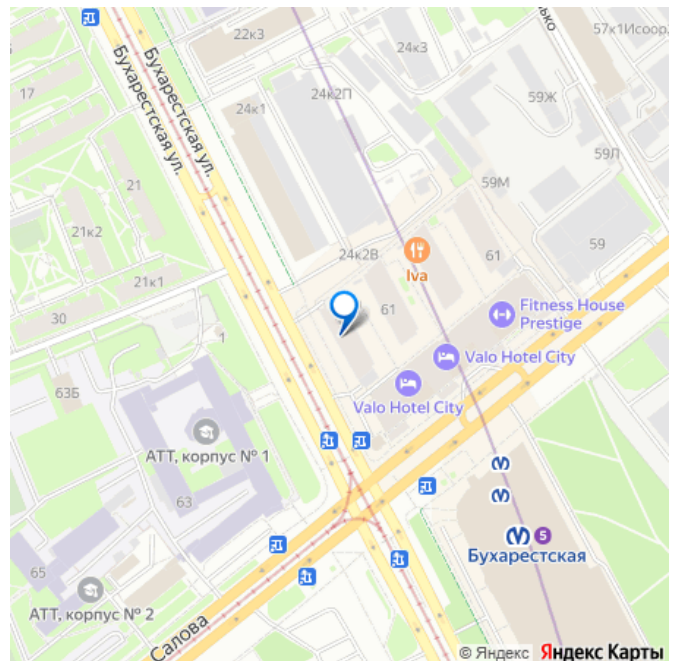 22к3
57к1Исоор.
24к3
17
Бухарестская ул.
Бухарестская ул.
24к2П
24к1
59Ж
59Л
21
59М
21к2
24к2В
61
59
Iva
21к1
Fitness House
Prestige
61
30
1
Valo Hotel City
63Б
Valo Hotel City
АТТ, корпус № 1
63
5
Бухарестская
65
АТТ, корпус № 2
Салова
© Яндекс Яндекс Карты